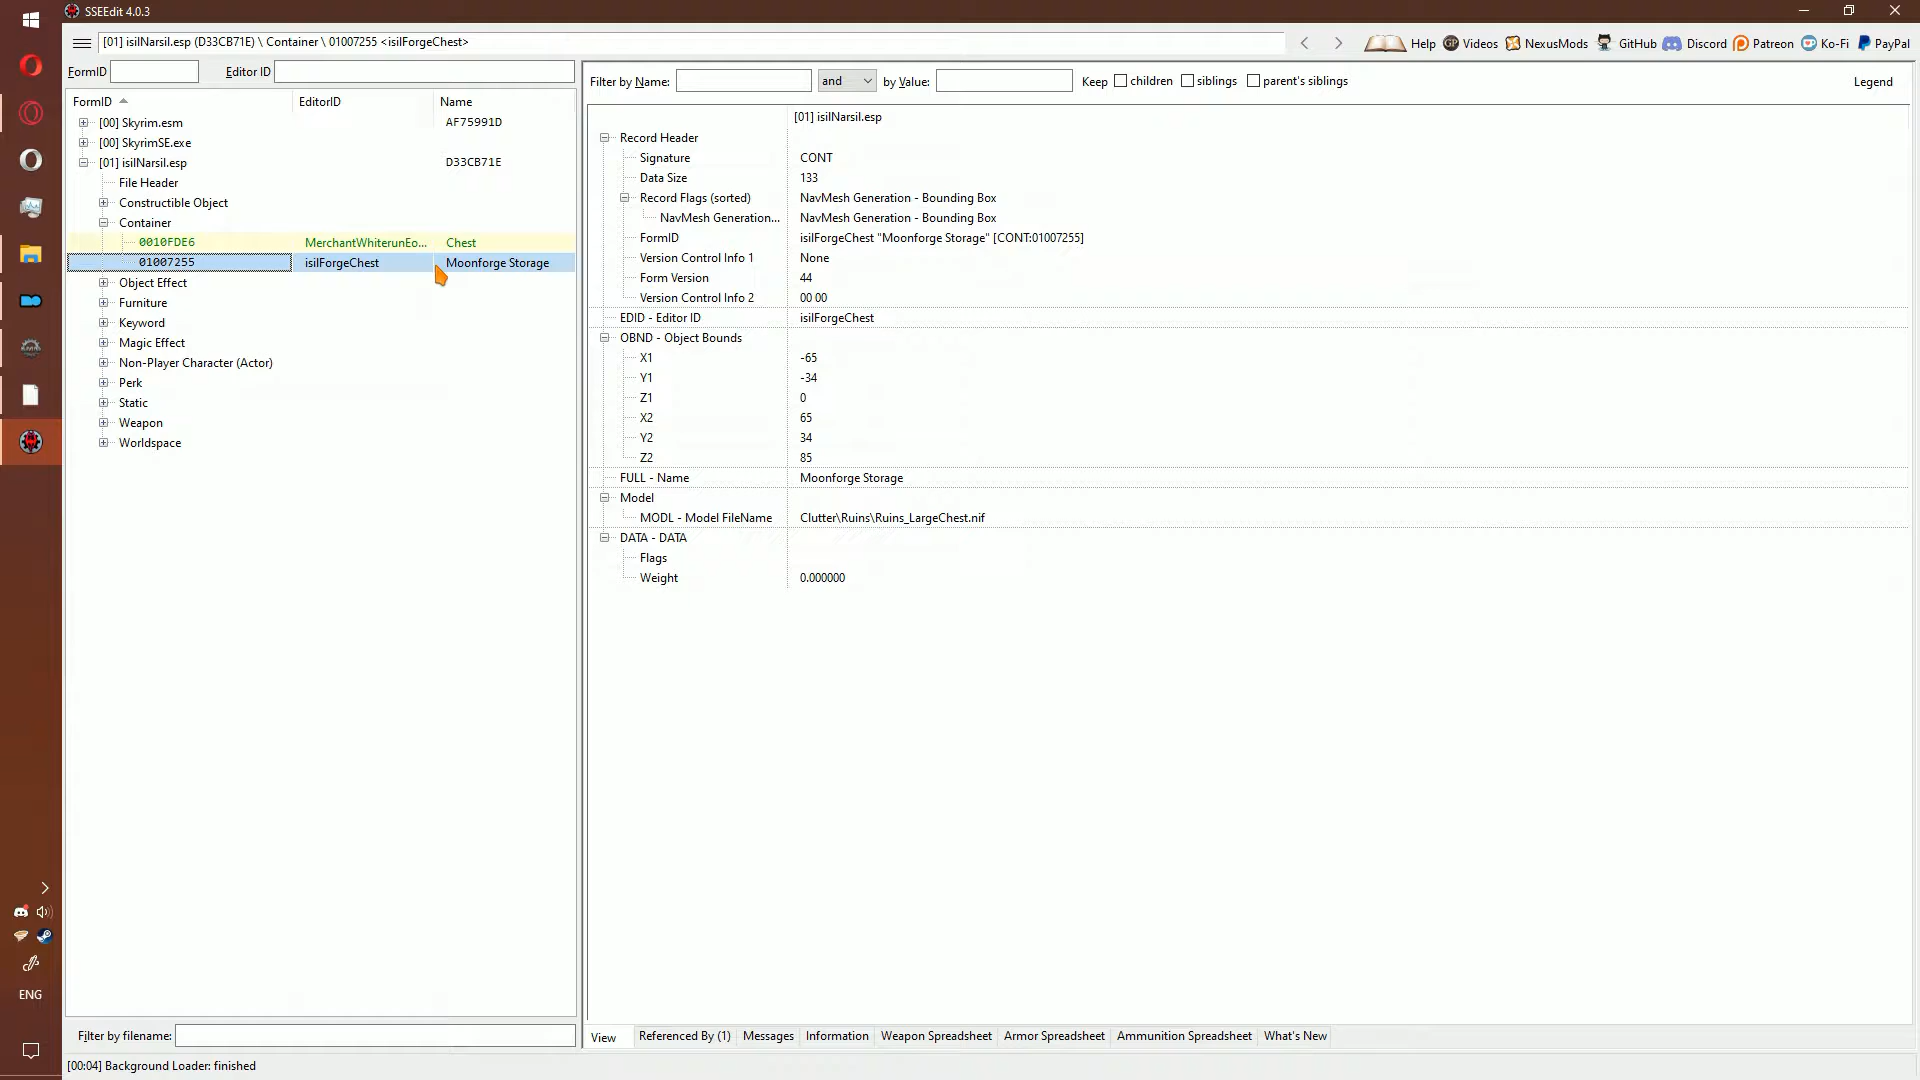 SSEEdit 4.0.3
[01] isilNarsil.esp (D33CB71E) \ Container \ 01007255 <isilForgeChest>
Help Videos NexusMods GitHub Discord Patreon Ko-Fi PayPal
FormID Editor ID
FormID EditorID Name
[00] Skyrim.esm AF75991D
[00] SkyrimSE.exe
[01] isilNarsil.esp D33CB71E
File Header
Constructible Object
Container
0010FDE6 MerchantWhiterunEo... Chest
01007255 isilForgeChest Moonforge Storage
Object Effect
Furniture
Keyword
Magic Effect
Non-Player Character (Actor)
Perk
Static
Weapon
Worldspace
Filter by filename:
Filter by Name: and by Value: Keep children siblings parent's siblings Legend
[01] isilNarsil.esp
Record Header
Signature CONT
Data Size 133
Record Flags (sorted) NavMesh Generation - Bounding Box
NavMesh Generation... NavMesh Generation - Bounding Box
FormID isilForgeChest "Moonforge Storage" [CONT:01007255]
Version Control Info 1 None
Form Version 44
Version Control Info 2 00 00
EDID - Editor ID isilForgeChest
OBND - Object Bounds
X1 -65
Y1 -34
Z1 0
X2 65
Y2 34
Z2 85
FULL - Name Moonforge Storage
Model
MODL - Model FileName Clutter\Ruins\Ruins_LargeChest.nif
DATA - DATA
Flags
Weight 0.000000
View Referenced By (1) Messages Information Weapon Spreadsheet Armor Spreadsheet Ammunition Spreadsheet What's New
[00:04] Background Loader: finished
ENG